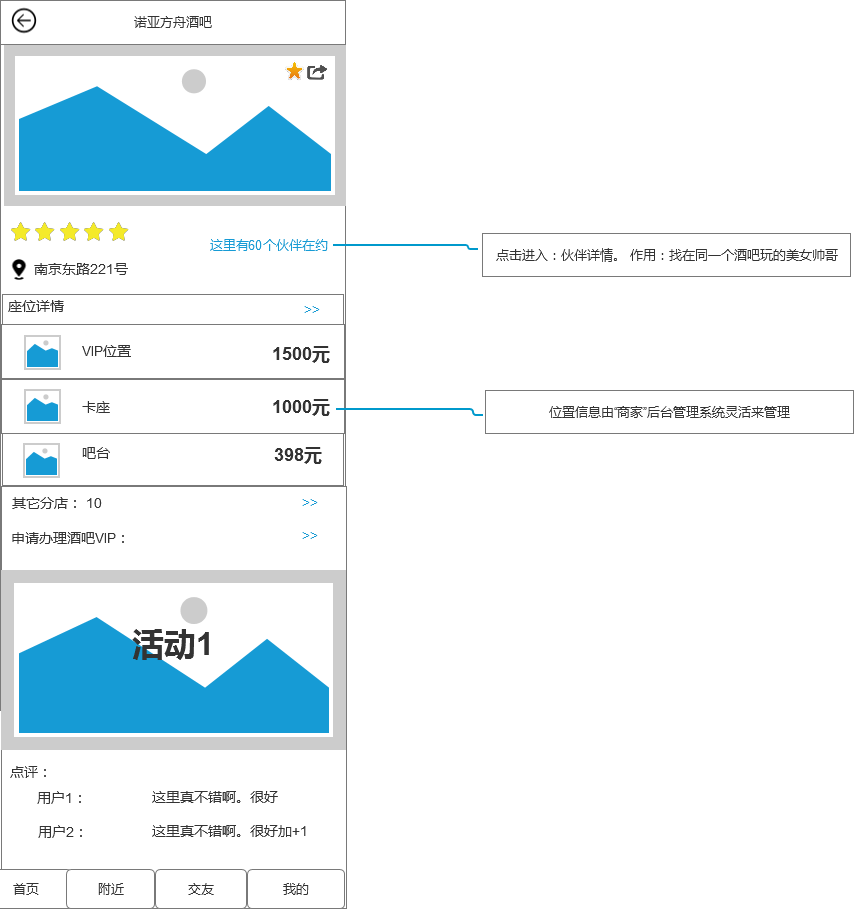 诺亚方舟酒吧
这里有60个伙伴在约
点击进入：伙伴详情。 作用：找在同一个酒吧玩的美女帅哥
南京东路221号
座位详情 >>
VIP位置 1500元
卡座 1000元
位置信息由“商家”后台管理系统灵活来管理
吧台 398元
其它分店： 10 >>
申请办理酒吧VIP： >>
活动1
点评：
用户1： 这里真不错啊。很好
用户2： 这里真不错啊。很好加+1
首页 附近 交友 我的